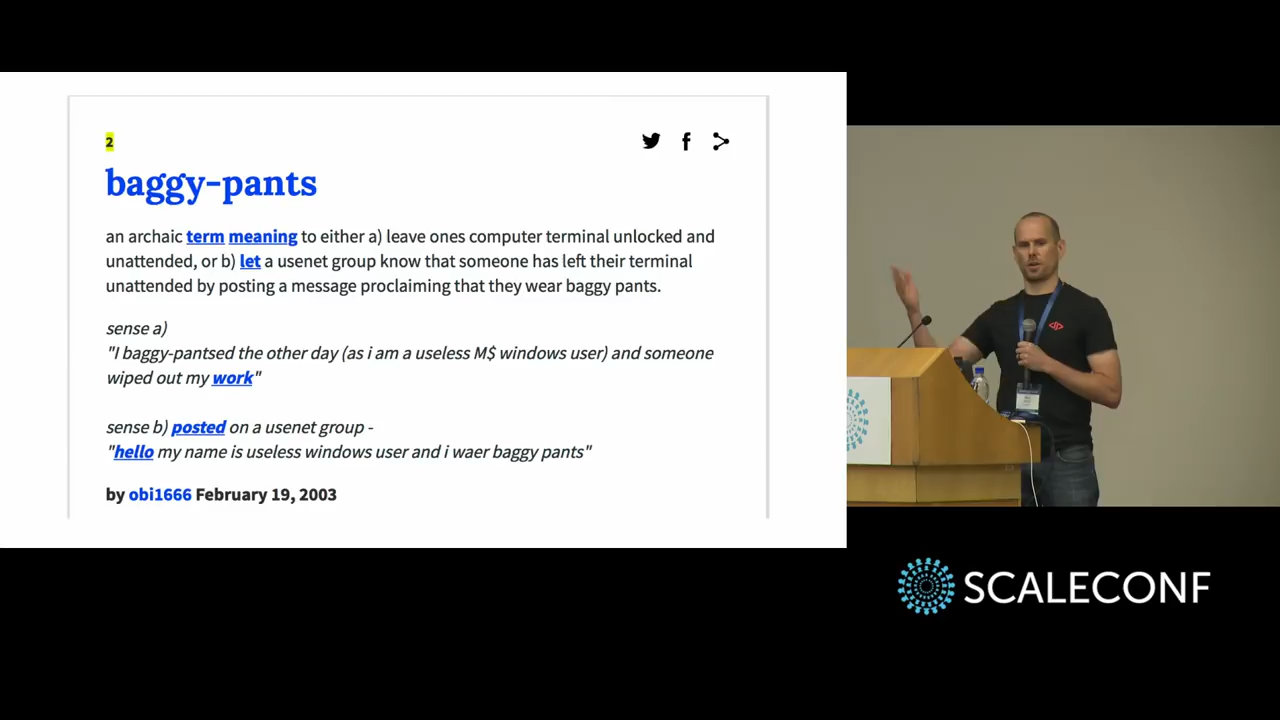 2
baggy-pants
an archaic term meaning to either a) leave ones computer terminal unlocked and
unattended, or b) let a usenet group know that someone has left their terminal
unattended by posting a message proclaiming that they wear baggy pants.
sense a)
"I baggy-pantsed the other day (as i am a useless M$ windows user) and someone
wiped out my work"
sense b) posted on a usenet group -
"hello my name is useless windows user and i waer baggy pants"
by obi1666 February 19, 2003
SCALECONF